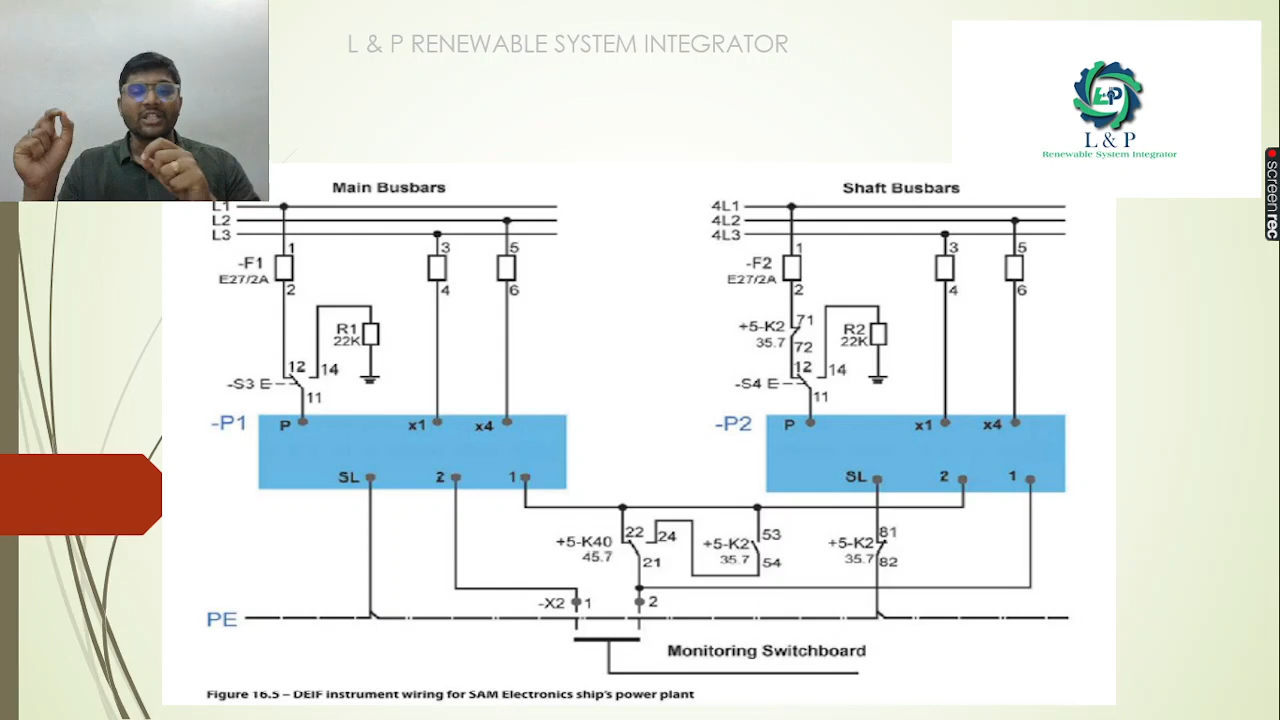 L & P RENEWABLE SYSTEM INTEGRATOR
L&P
L & P
Renewable System Integrator
screenrec
Main Busbars
Shaft Busbars
L1
L2
L3
4L1
4L2
4L3
1 3 5
-F1
E27/2A
2 4 6
1 3 5
-F2
E27/2A
2 4 6
R1
22K
12 14
-S3 E
11
+5-K2 71
35.7 72
R2
22K
12 14
-S4 E
11
-P1
P x1 x4
SL 2 1
-P2
P x1 x4
SL 2 1
+5-K40 22 24
45.7 21
+5-K2 53
35.7 54
+5-K2 81
35.7 82
-X2 1 2
PE
Monitoring Switchboard
Figure 16.5 – DEIF instrument wiring for SAM Electronics ship's power plant